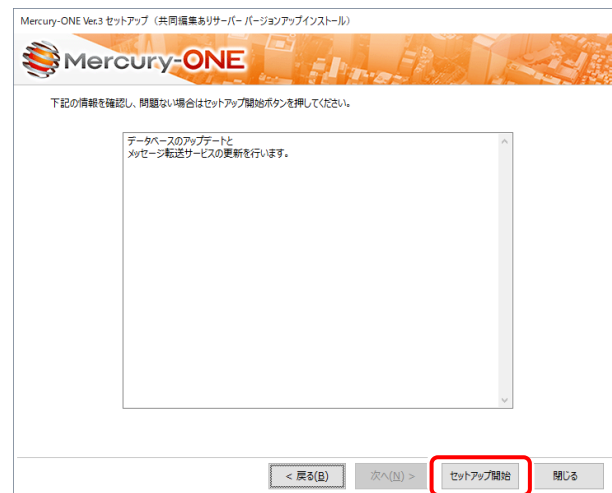 Mercury-ONE Ver.3 セットアップ（共同編集ありサーバー バージョンアップインストール）
Mercury-ONE
下記の情報を確認し、問題ない場合はセットアップ開始ボタンを押してください。
データベースのアップデートと
メッセージ転送サービスの更新を行います。
< 戻る(B) 次へ(N) > セットアップ開始 閉じる